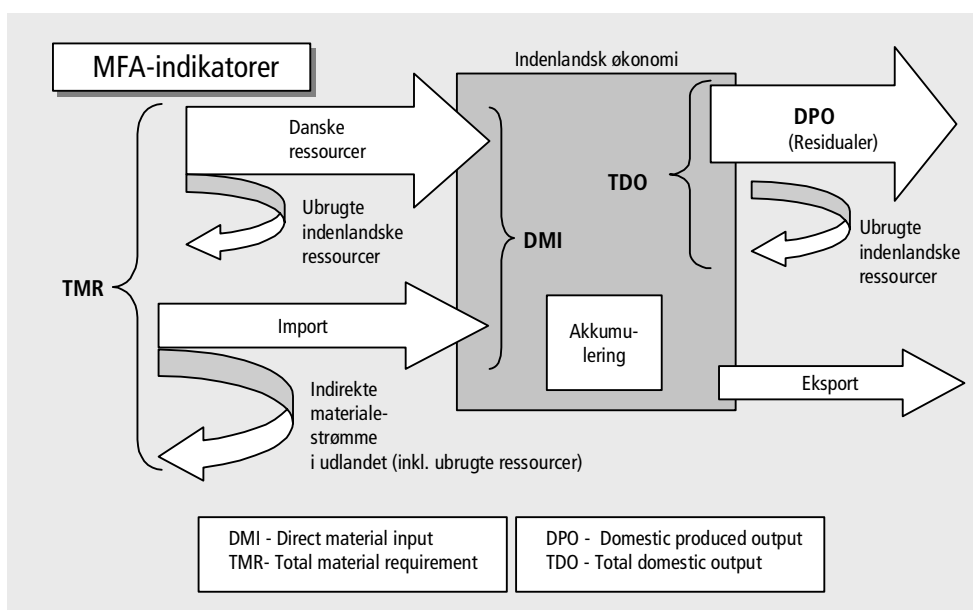 MFA-indikatorer
Indenlandsk økonomi
Danske
ressourcer
DPO
(Residualer)
TDO
Ubrugte
indenlandske
ressourcer
DMI
Ubrugte
indenlandske
ressourcer
TMR
Import
Akkumu-
lering
Eksport
Indirekte
materiale-
strømme
i udlandet (inkl. ubrugte ressourcer)
DMI - Direct material input
TMR- Total material requirement
DPO - Domestic produced output
TDO - Total domestic output